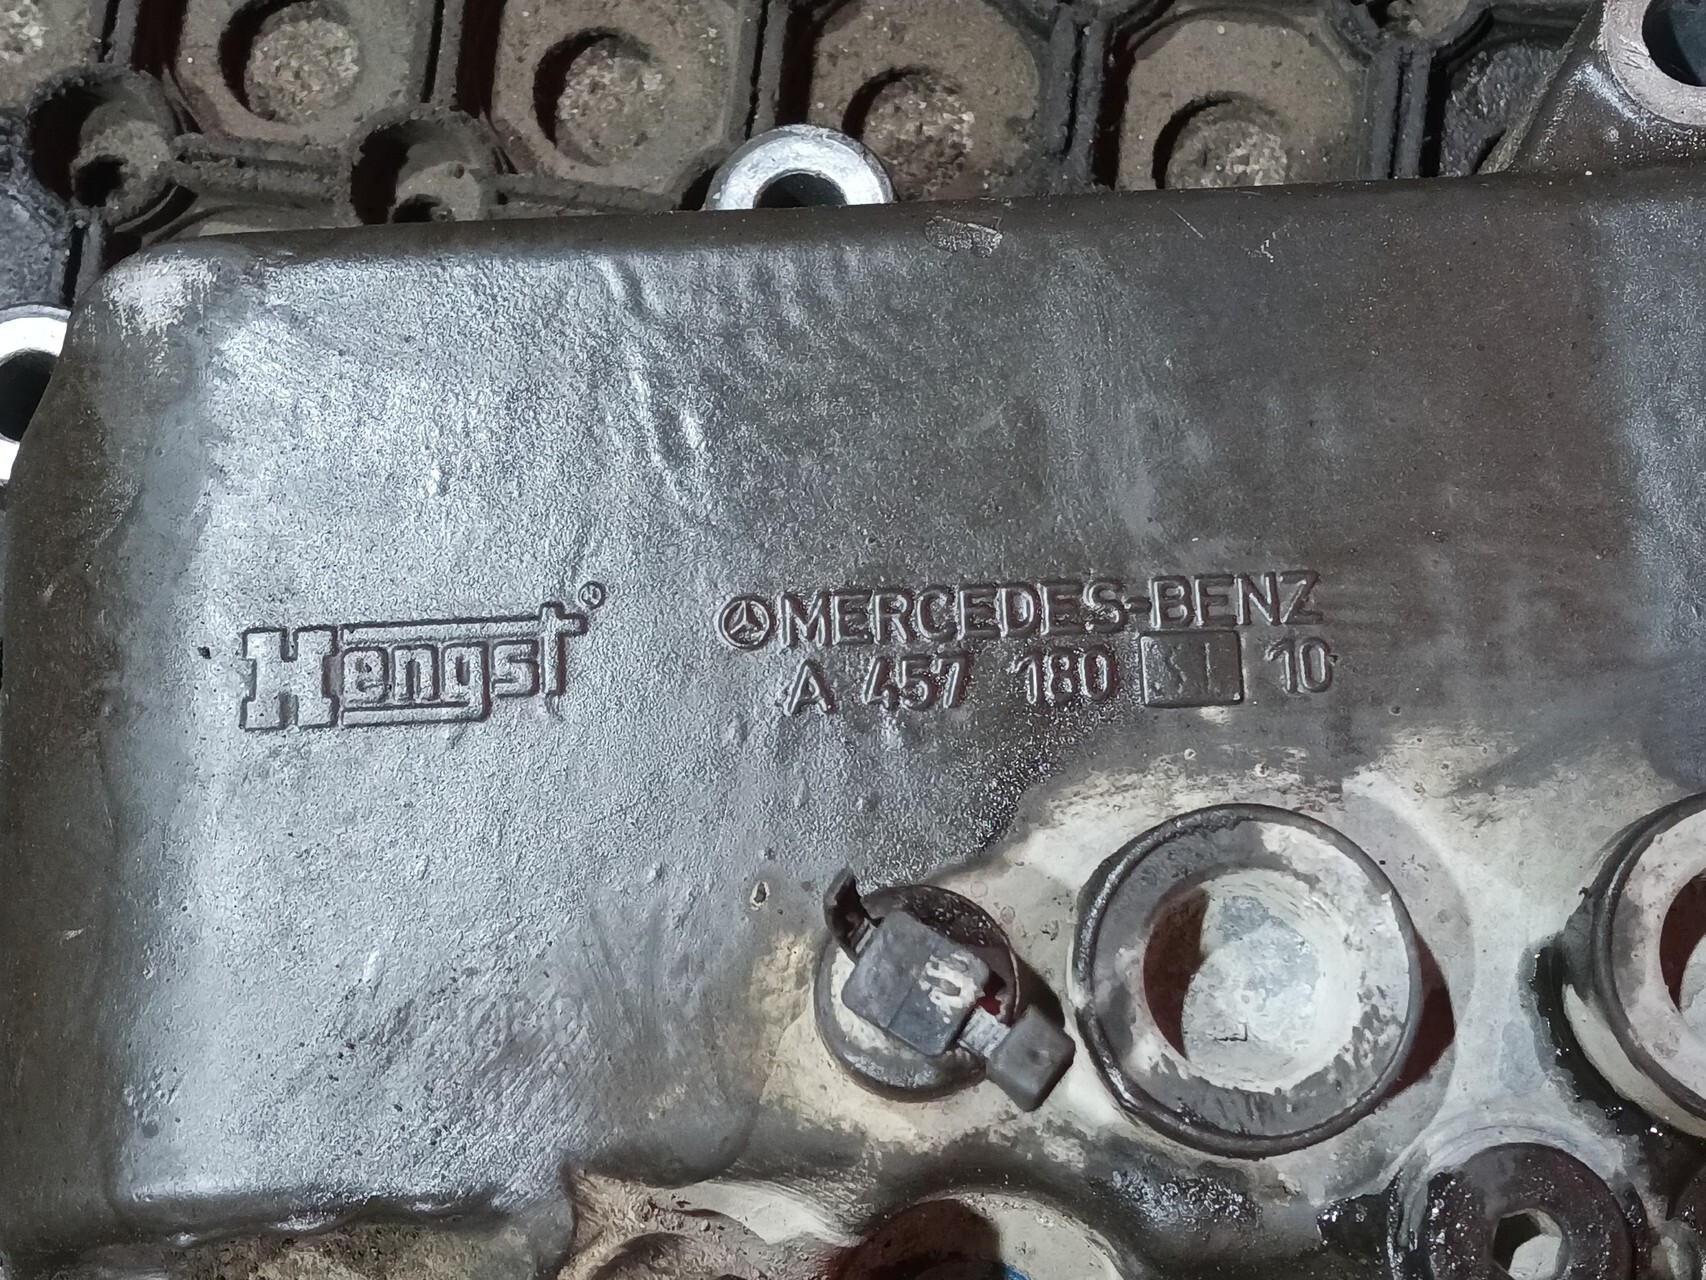 Hengst®
MERCEDES-BENZ
A 457 180 10